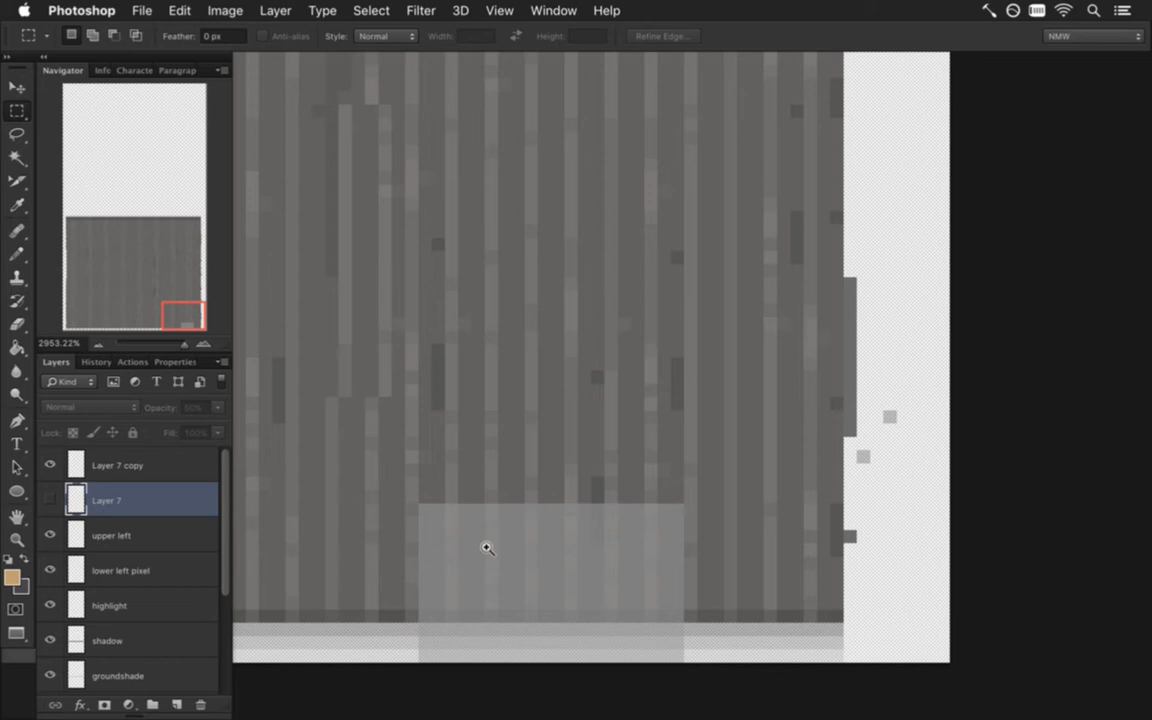 Photoshop File Edit Image Layer Type Select Filter 3D View Window Help
Feather: 0 px Anti-alias Style: Normal Width: Height: Refine Edge... NMW
Navigator Info Characte Paragrap
2953.22%
Layers History Actions Properties
Kind
Normal Opacity: 50%
Lock: Fill: 100%
Layer 7 copy
Layer 7
upper left
lower left pixel
highlight
shadow
groundshade